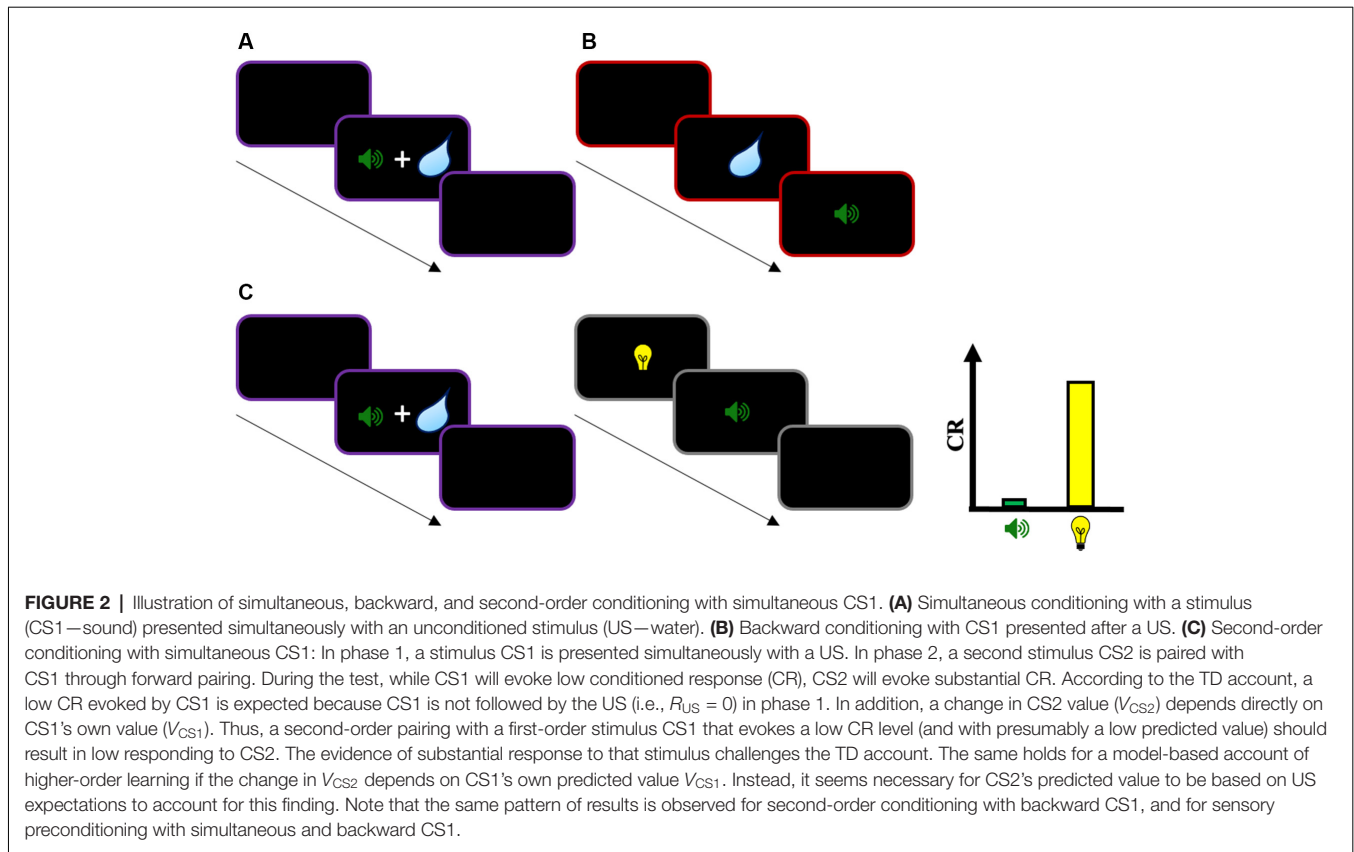 A
B
+
C
+
CR
FIGURE 2 | Illustration of simultaneous, backward, and second-order conditioning with simultaneous CS1. (A) Simultaneous conditioning with a stimulus
(CS1—sound) presented simultaneously with an unconditioned stimulus (US—water). (B) Backward conditioning with CS1 presented after a US. (C) Second-order
conditioning with simultaneous CS1: In phase 1, a stimulus CS1 is presented simultaneously with a US. In phase 2, a second stimulus CS2 is paired with
CS1 through forward pairing. During the test, while CS1 will evoke low conditioned response (CR), CS2 will evoke substantial CR. According to the TD account, a
low CR evoked by CS1 is expected because CS1 is not followed by the US (i.e., R_US = 0) in phase 1. In addition, a change in CS2 value (V_CS2) depends directly on
CS1's own value (V_CS1). Thus, a second-order pairing with a first-order stimulus CS1 that evokes a low CR level (and with presumably a low predicted value) should
result in low responding to CS2. The evidence of substantial response to that stimulus challenges the TD account. The same holds for a model-based account of
higher-order learning if the change in V_CS2 depends on CS1's own predicted value V_CS1. Instead, it seems necessary for CS2's predicted value to be based on US
expectations to account for this finding. Note that the same pattern of results is observed for second-order conditioning with backward CS1, and for sensory
preconditioning with simultaneous and backward CS1.